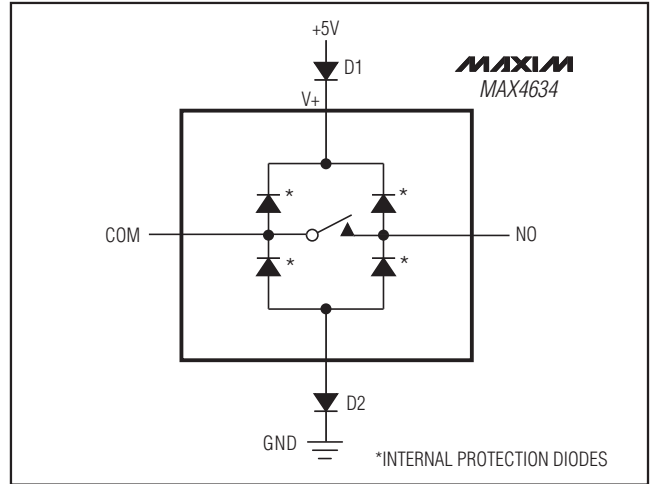 +5V
D1
MAXIM
MAX4634
V+
*
*
COM
NO
*
*
D2
GND
*INTERNAL PROTECTION DIODES